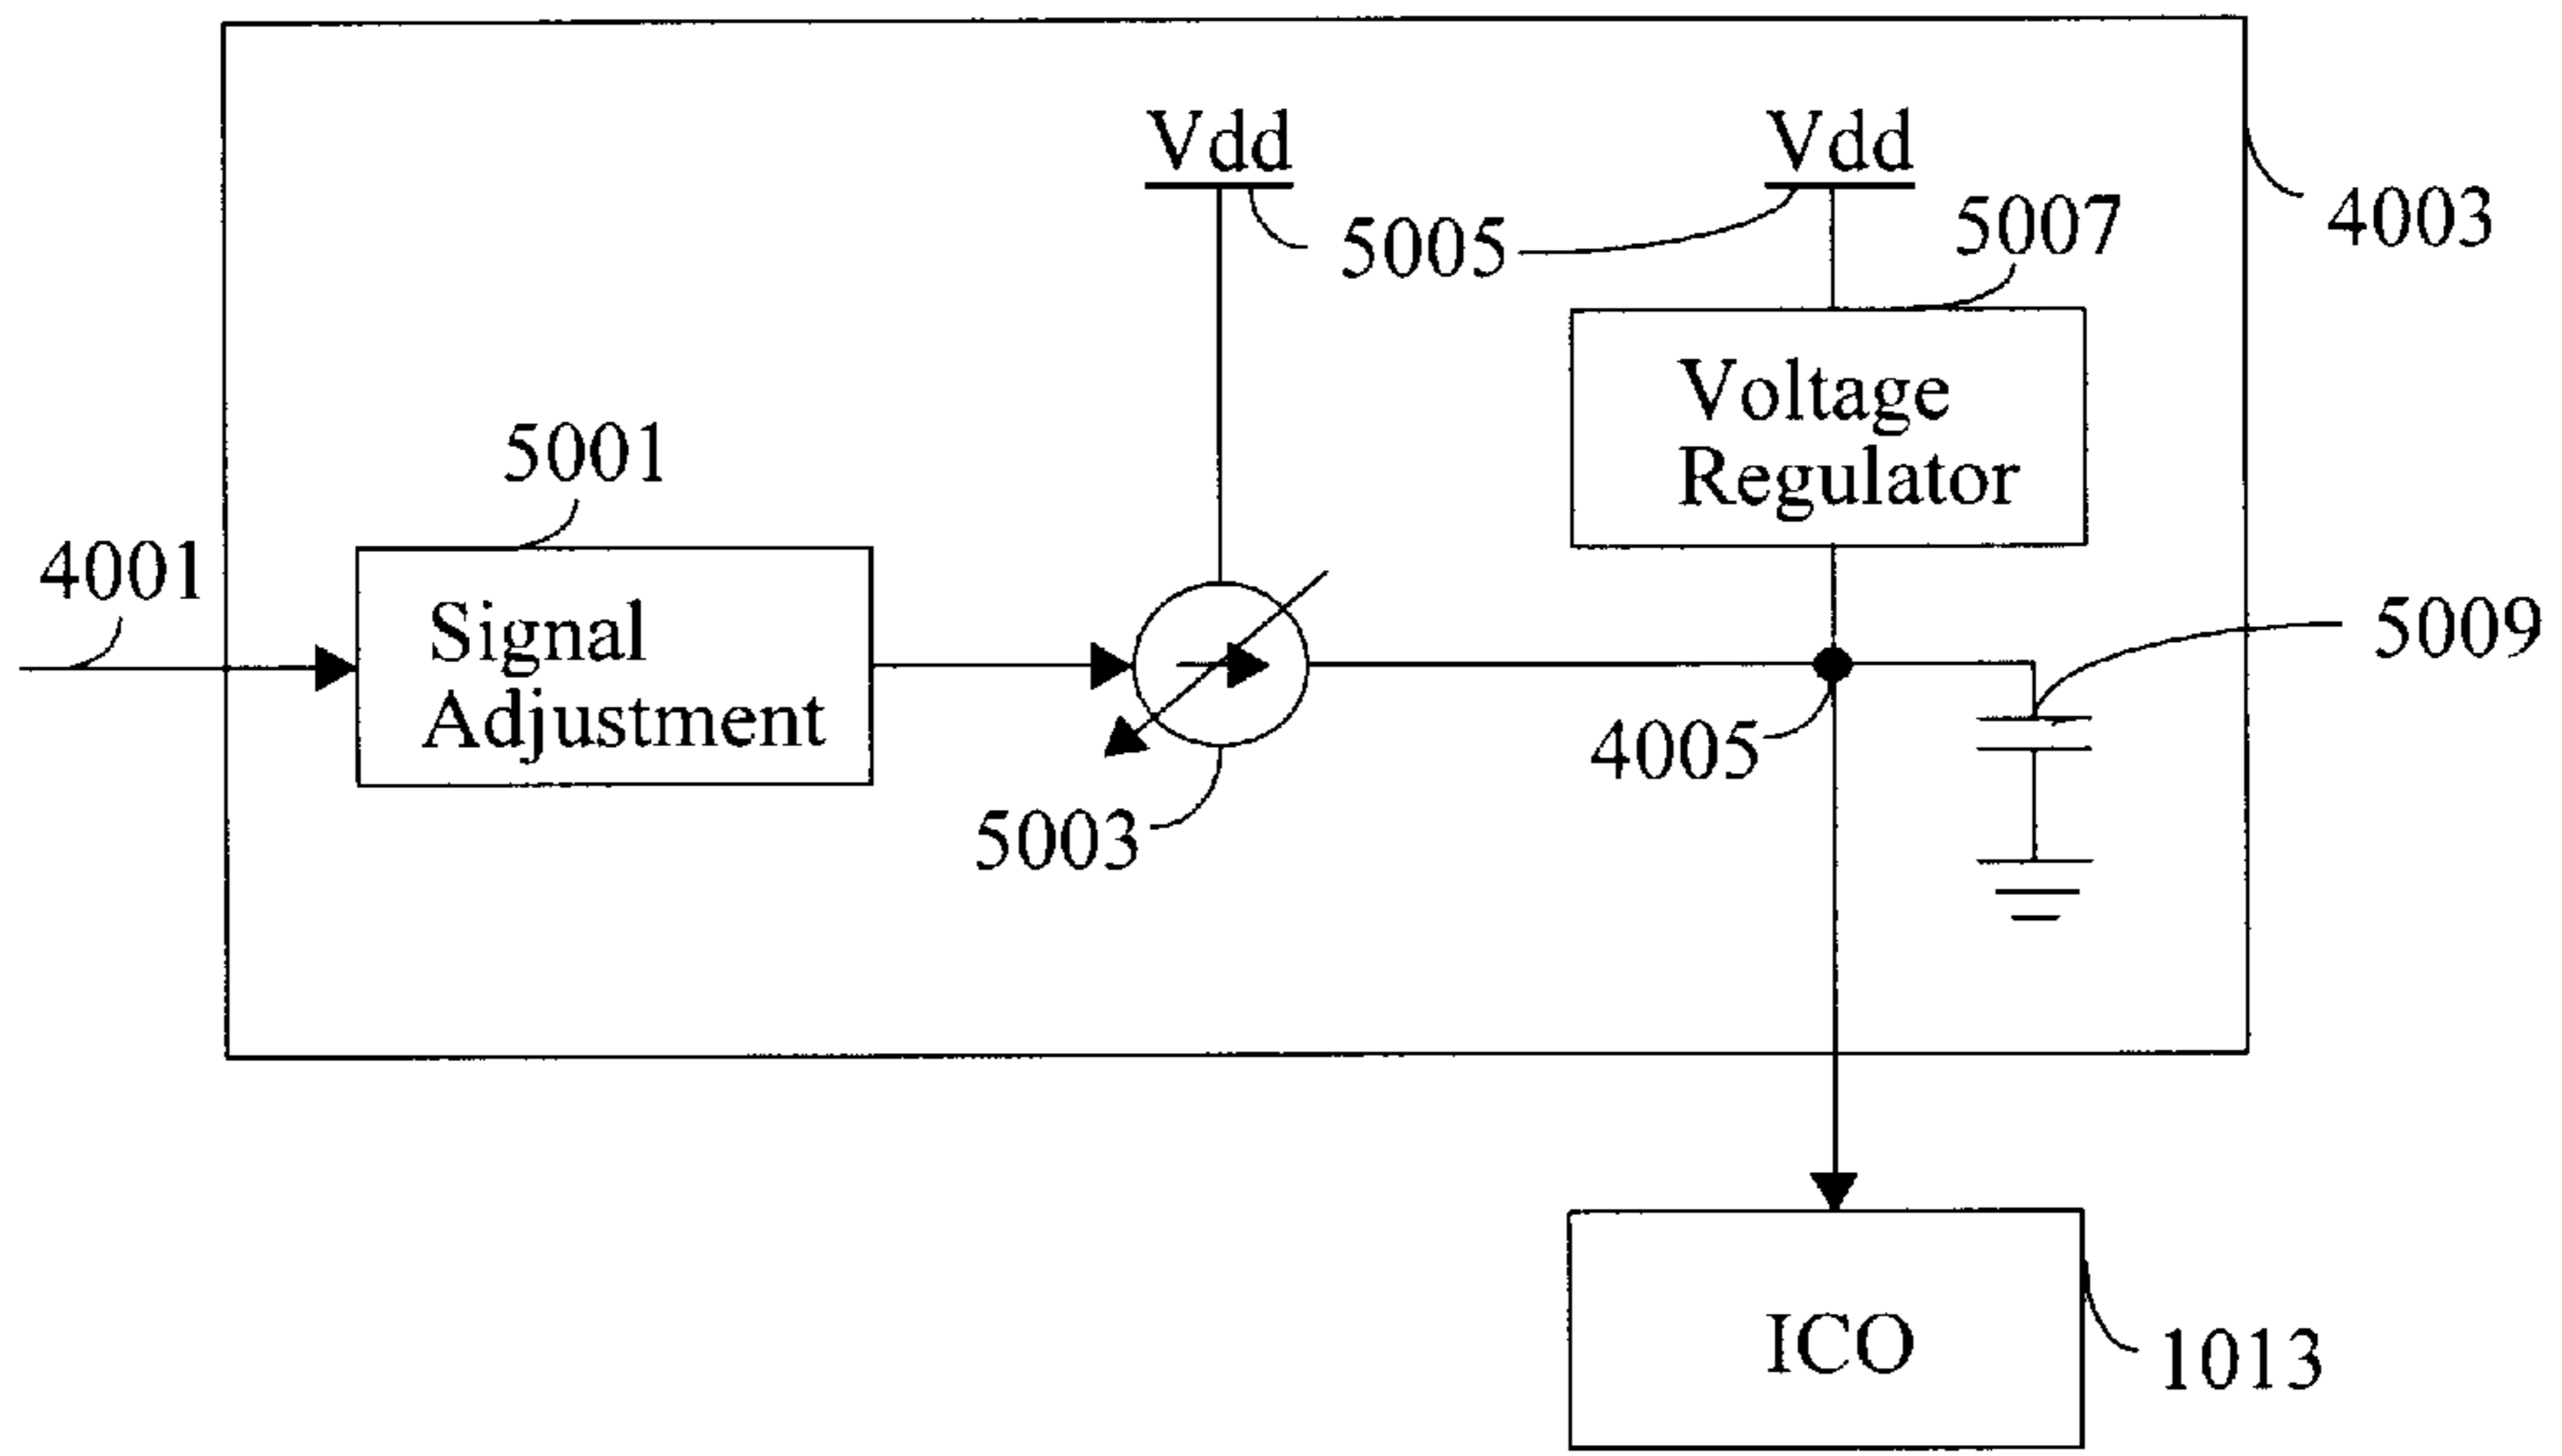 Vdd
Vdd
5005
5007
4003
Voltage
Regulator
5001
4001
Signal
Adjustment
5009
4005
5003
ICO
1013